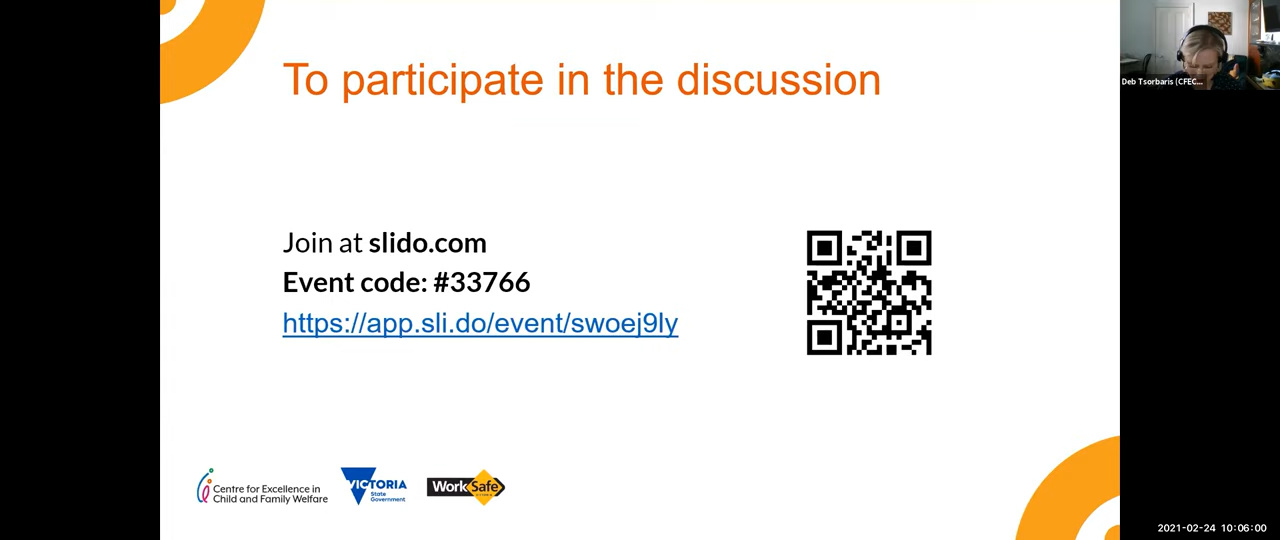 To participate in the discussion
Deb Tsorbaris (CFEC...
Join at slido.com
Event code: #33766
https://app.sli.do/event/swoej9ly
Centre for Excellence in
Child and Family Welfare
VICTORIA
State
Government
WorkSafe
2021-02-24 10:06:00